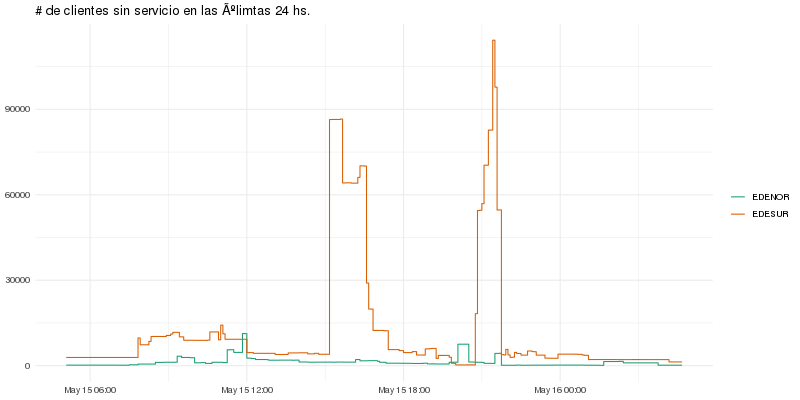 # de clientes sin servicio en las Ãºlimtas 24 hs.
90000
60000
30000
0
May 15 06:00
May 15 12:00
May 15 18:00
May 16 00:00
EDENOR
EDESUR